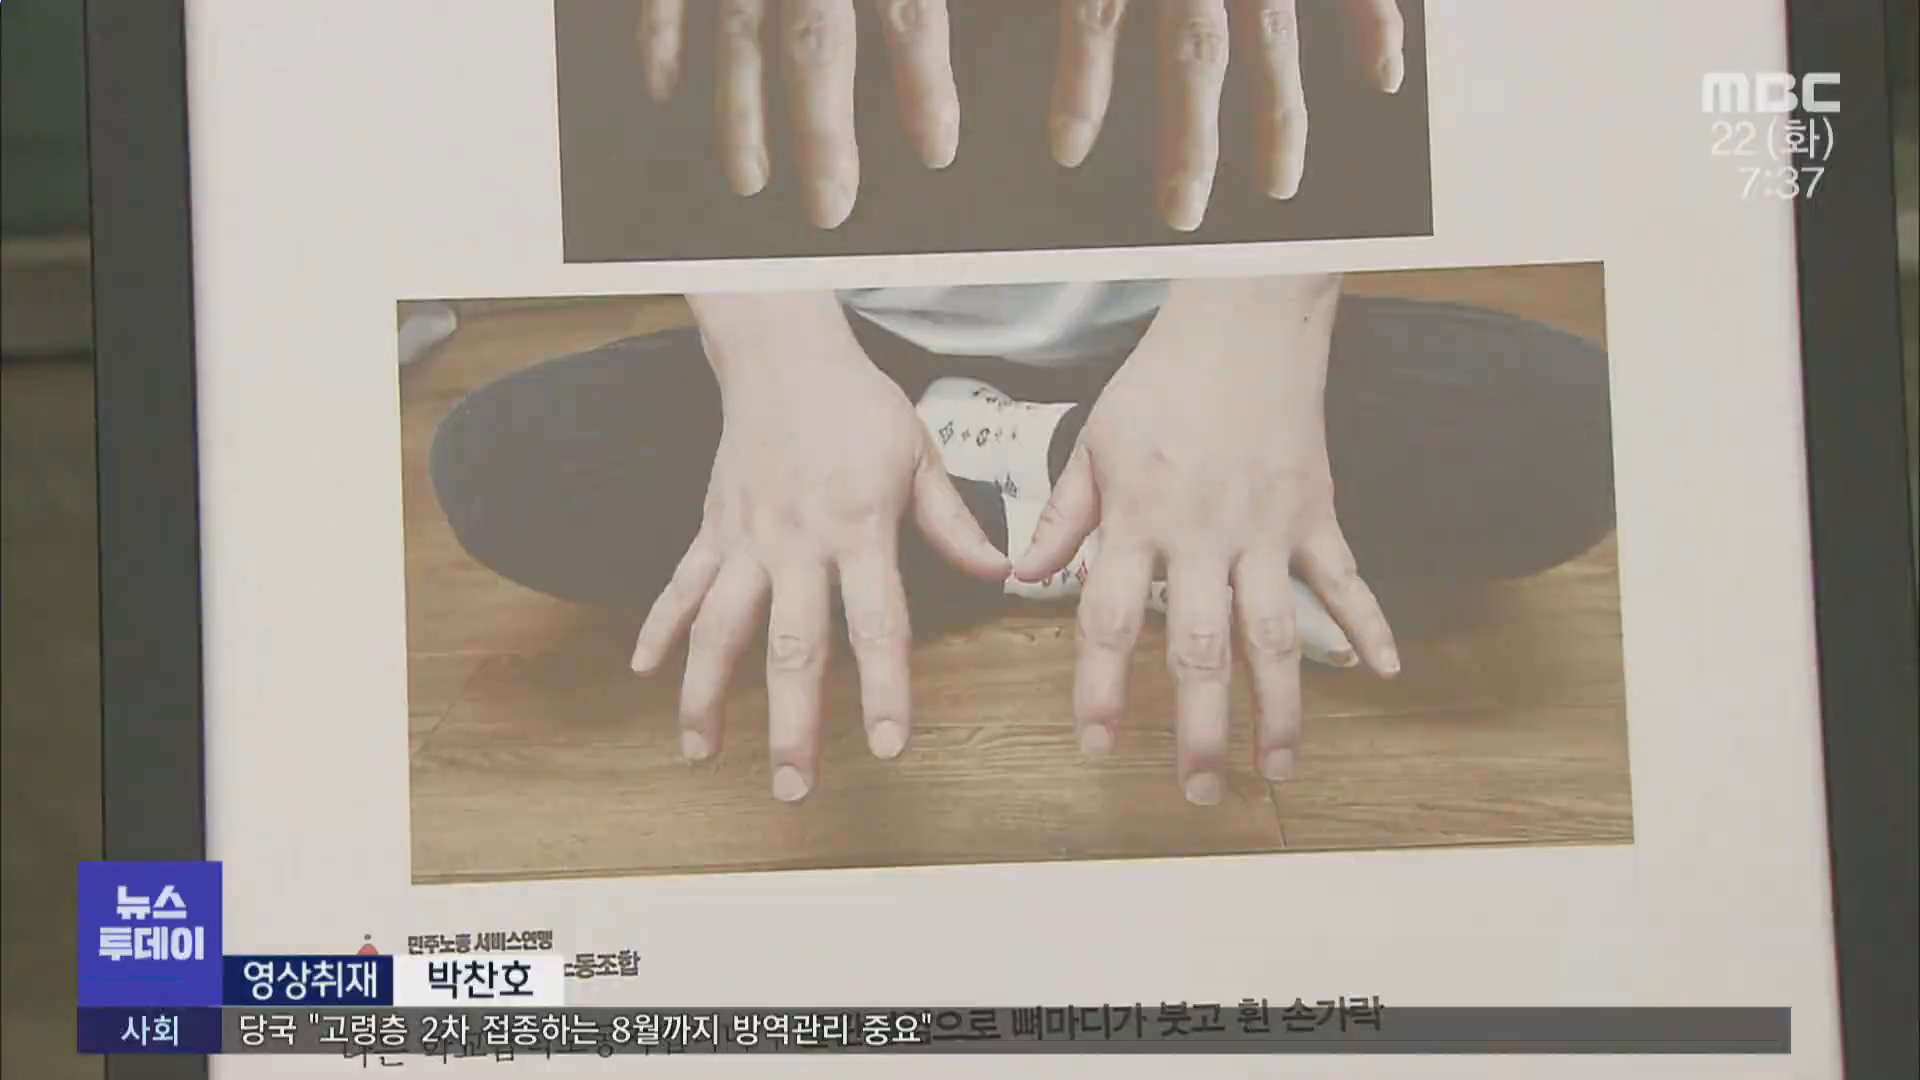 MBC
22 (화)
7:37
민주노총 서비스연맹
노동조합
뉴스
투데이
영상취재 박찬호
뼈마디가 붓고 휜 손가락
사회 당국 "고령층 2차 접종하는 8월까지 방역관리 중요"